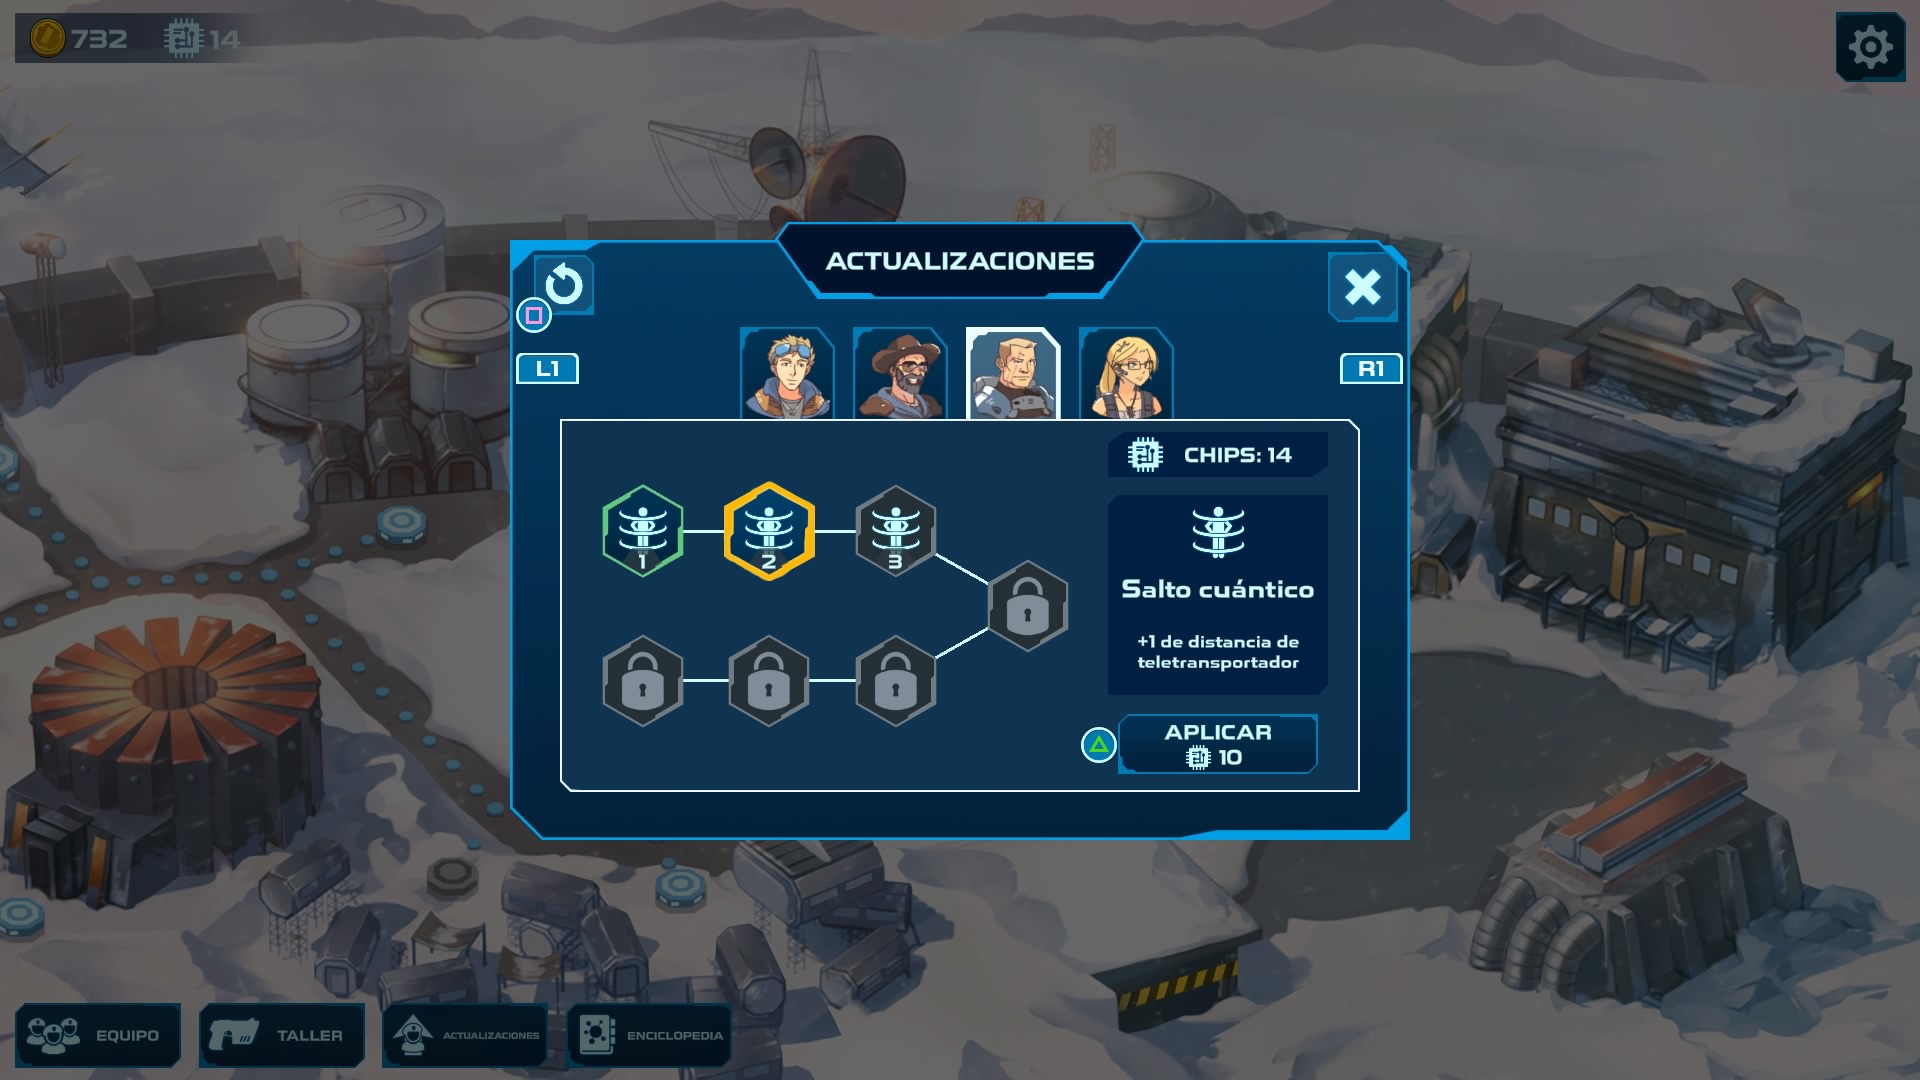 732
14
ACTUALIZACIONES
L1
R1
CHIPS: 14
1
2
3
Salto cuántico
+1 de distancia de
teletransportador
APLICAR
10
EQUIPO
TALLER
ACTUALIZACIONES
ENCICLOPEDIA